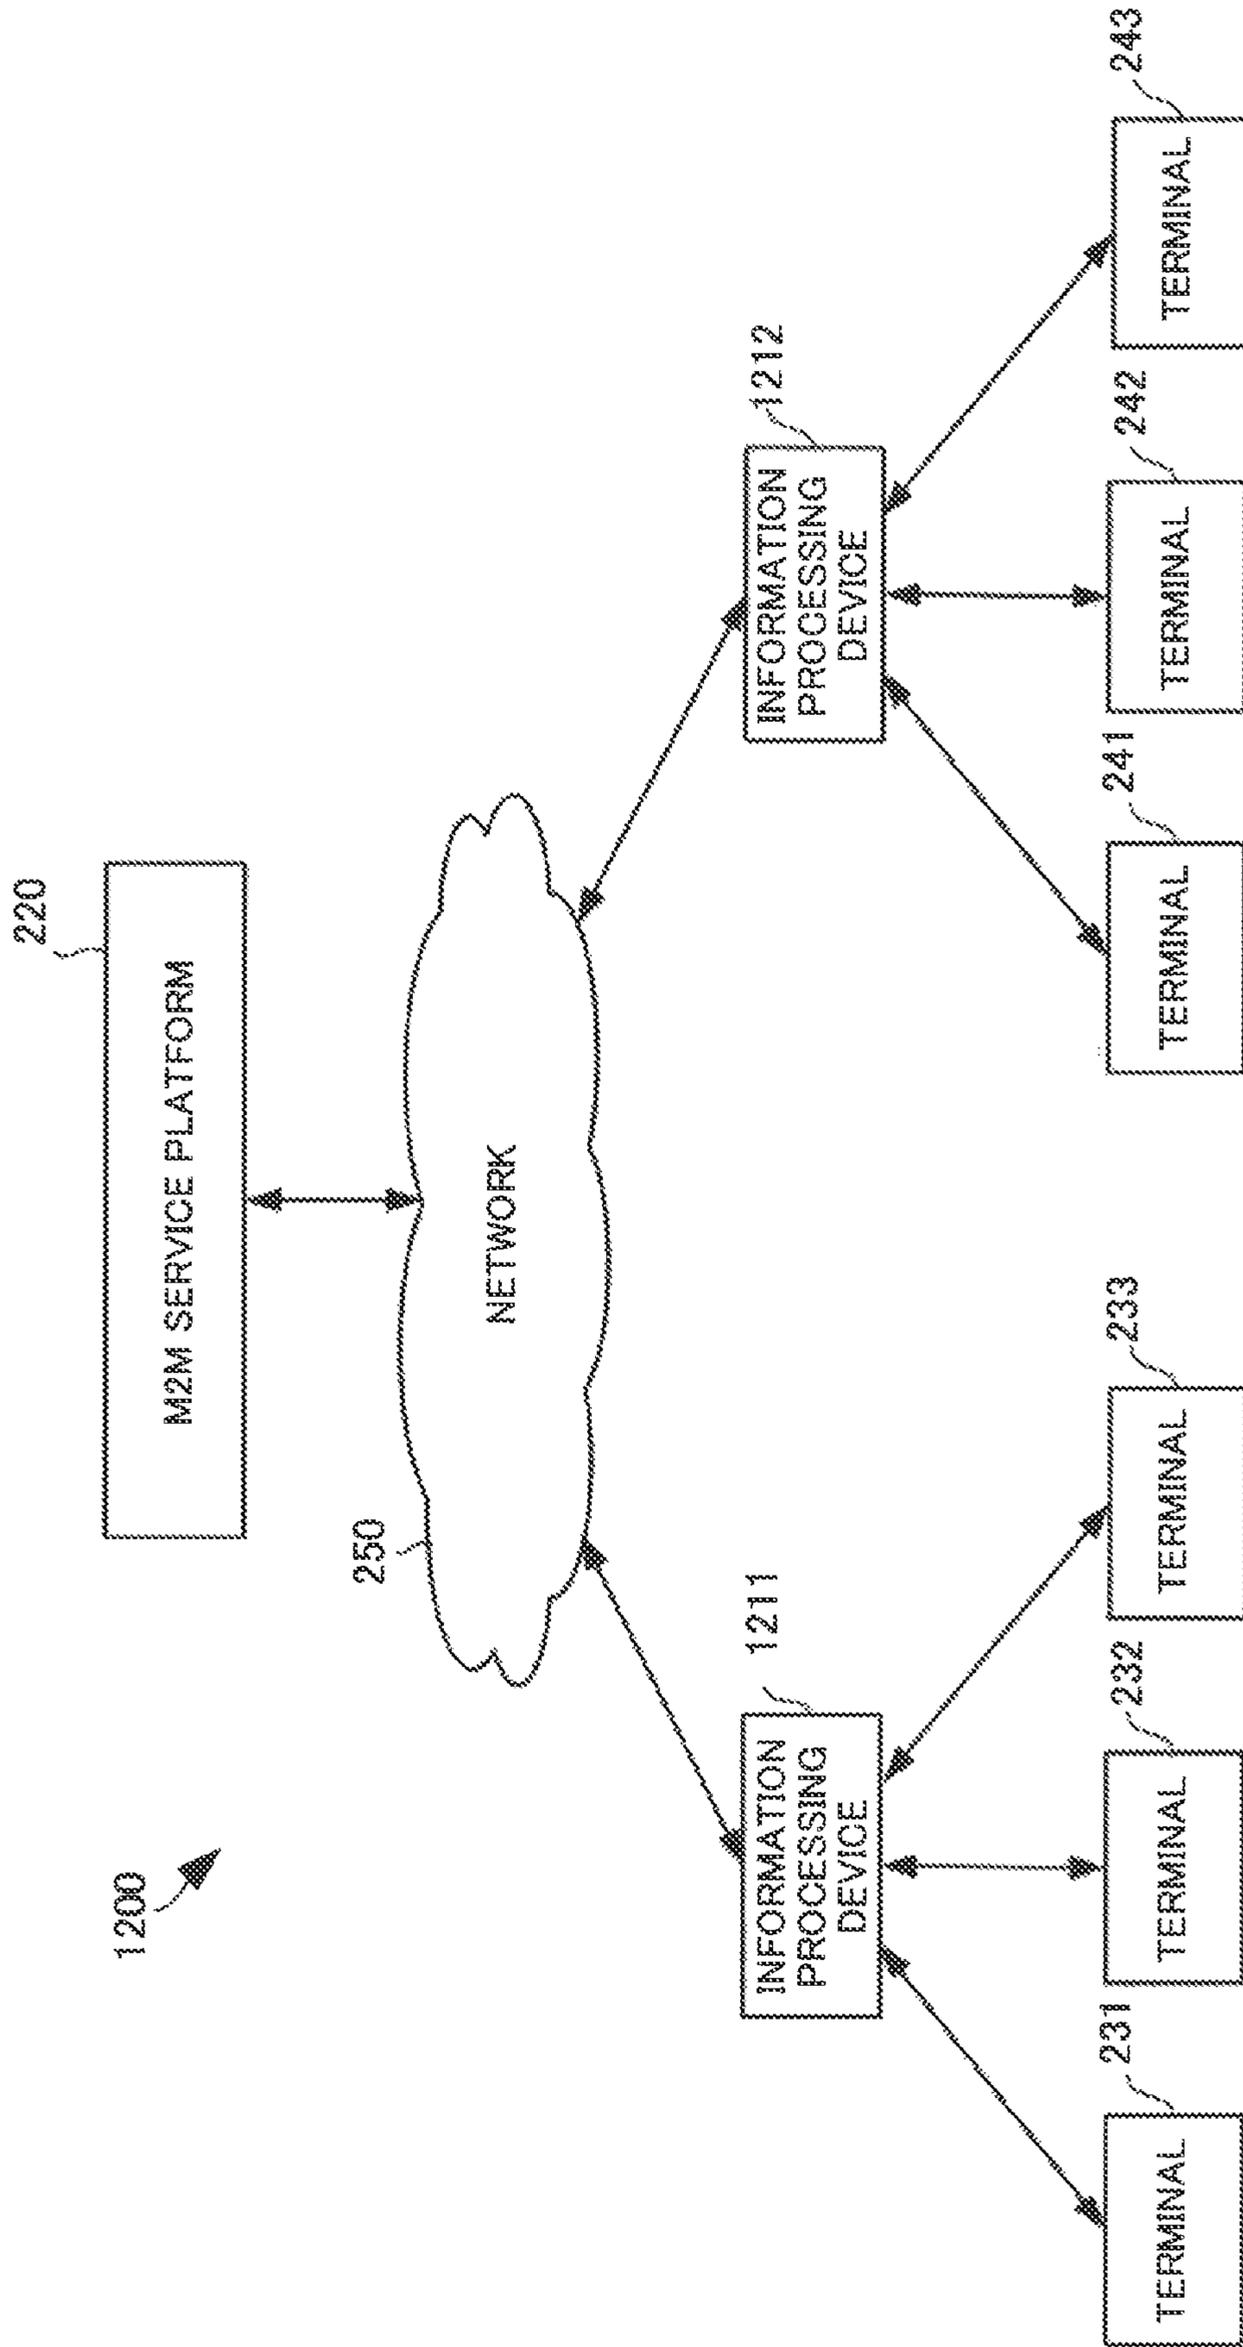 1200
220
M2M SERVICE PLATFORM
250
NETWORK
1211
INFORMATION
PROCESSING
DEVICE
1212
INFORMATION
PROCESSING
DEVICE
231
TERMINAL
232
TERMINAL
233
TERMINAL
241
TERMINAL
242
TERMINAL
243
TERMINAL